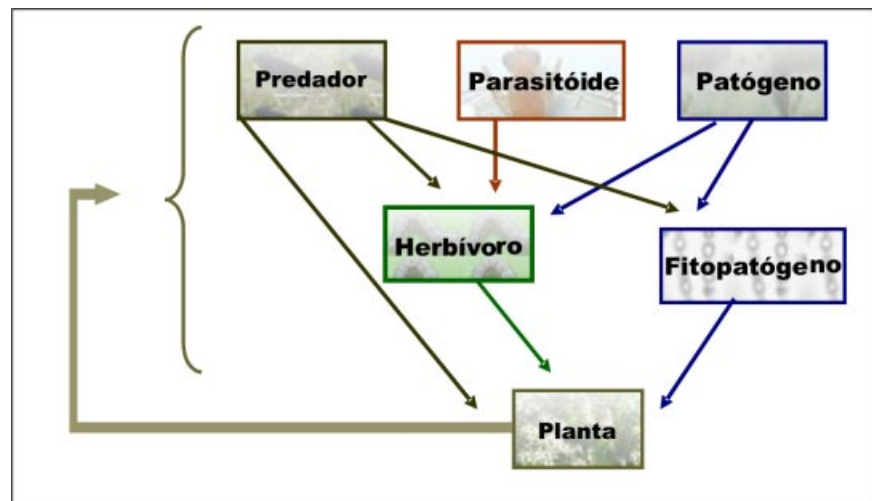 Predador
Parasitóide
Patógeno
Herbívoro
Fitopatógeno
Planta